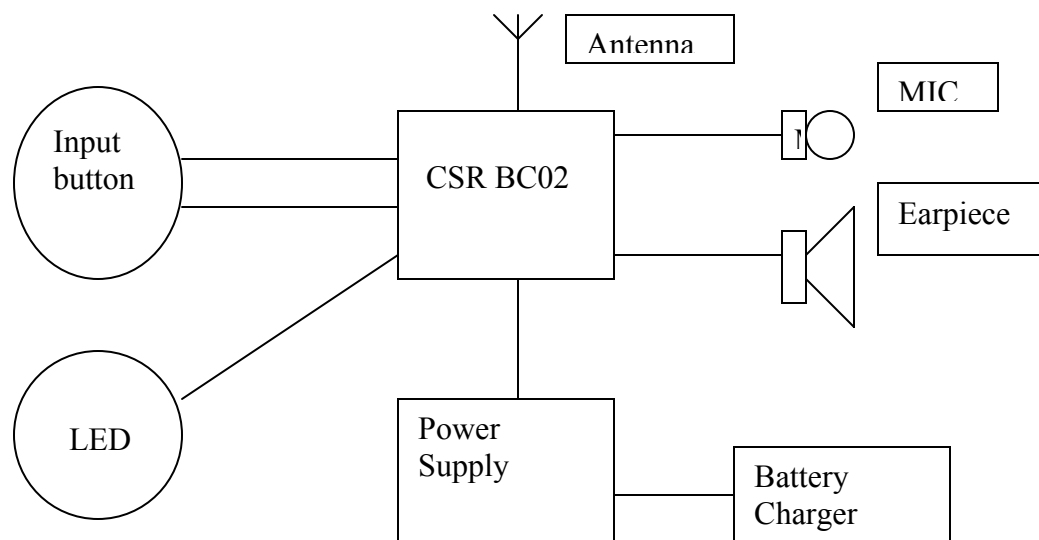 Antenna
MIC
Input
button
CSR BC02
Earpiece
Power
Supply
LED
Battery
Charger